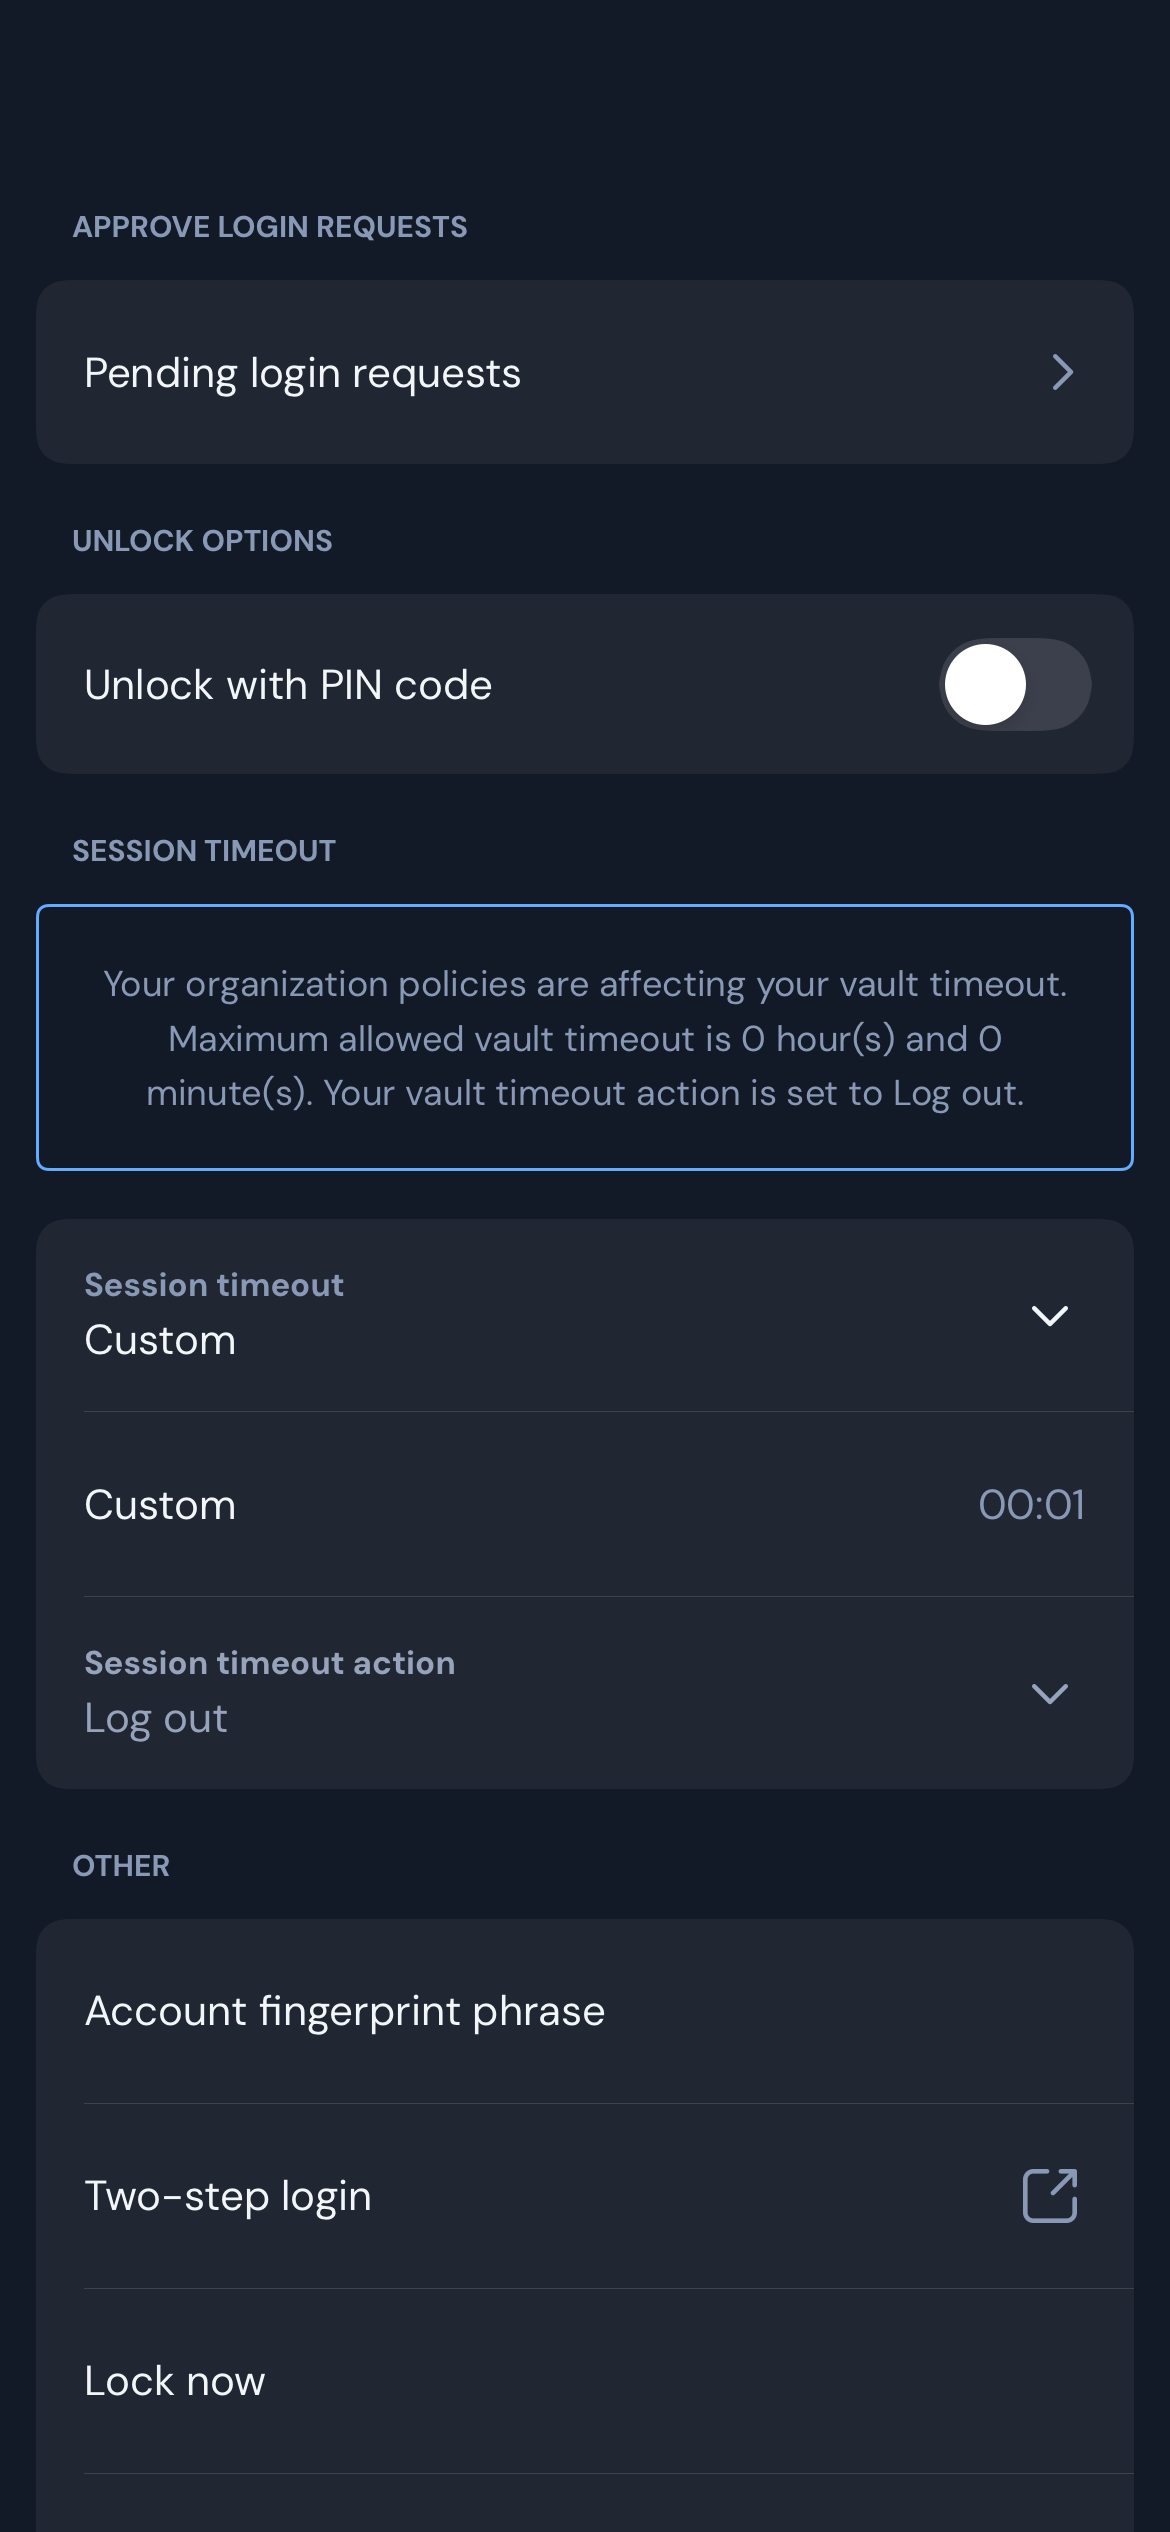 APPROVE LOGIN REQUESTS
Pending login requests
UNLOCK OPTIONS
Unlock with PIN code
SESSION TIMEOUT
Your organization policies are affecting your vault timeout.
Maximum allowed vault timeout is 0 hour(s) and 0
minute(s). Your vault timeout action is set to Log out.
Session timeout
Custom
Custom 00:01
Session timeout action
Log out
OTHER
Account fingerprint phrase
Two-step login
Lock now